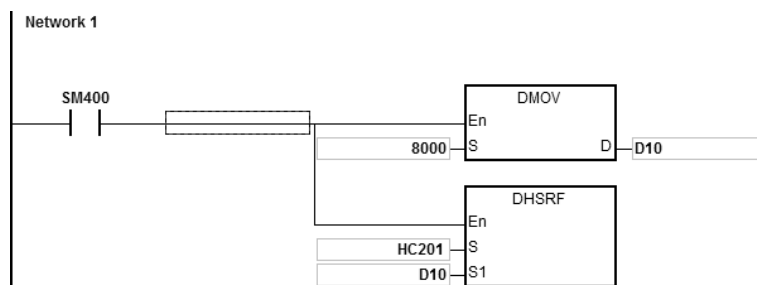 Network 1
SM400
DMOV
En
8000 S D D10
DHSRF
En
HC201 S
D10 S1